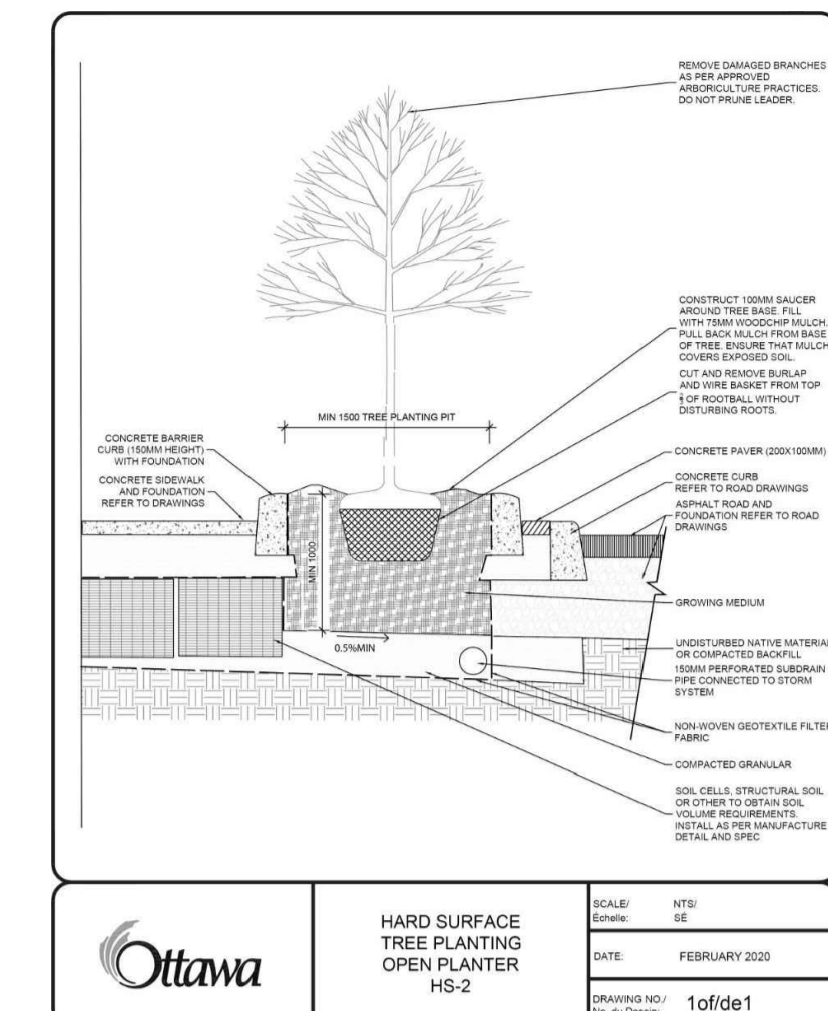 REMOVE DAMAGED BRANCHES
AS PER APPROVED
ARBORICULTURE PRACTICES.
DO NOT PRUNE LEADER.
CONSTRUCT 100MM SAUCER
AROUND TREE BASE. FILL
WITH 75MM WOODCHIP MULCH.
PULL BACK MULCH FROM BASE
OF TREE. ENSURE THAT MULCH
COVERS EXPOSED SOIL.
CUT AND REMOVE BURLAP
AND WIRE BASKET FROM TOP
OF ROOTBALL WITHOUT
DISTURBING ROOTS.
MIN 1500 TREE PLANTING PIT
CONCRETE BARRIER
CURB (150MM HEIGHT)
WITH FOUNDATION
CONCRETE SIDEWALK
AND FOUNDATION
REFER TO DRAWINGS
CONCRETE PAVER (200X100MM)
CONCRETE CURB
REFER TO ROAD DRAWINGS
ASPHALT ROAD AND
FOUNDATION REFER TO ROAD
DRAWINGS
MIN 1000
GROWING MEDIUM
0.5%MIN
UNDISTURBED NATIVE MATERIAL
OR COMPACTED BACKFILL
150MM PERFORATED SUBDRAIN
PIPE CONNECTED TO STORM
SYSTEM
NON-WOVEN GEOTEXTILE FILTER
FABRIC
COMPACTED GRANULAR
SOIL CELLS, STRUCTURAL SOIL
OR OTHER TO OBTAIN SOIL
VOLUME REQUIREMENTS.
INSTALL AS PER MANUFACTURE
DETAIL AND SPEC
Ottawa
HARD SURFACE
TREE PLANTING
OPEN PLANTER
HS-2
SCALE/ NTS/
Échelle: SÉ
DATE: FEBRUARY 2020
DRAWING NO./ 1of/de1
No. du Dessin: